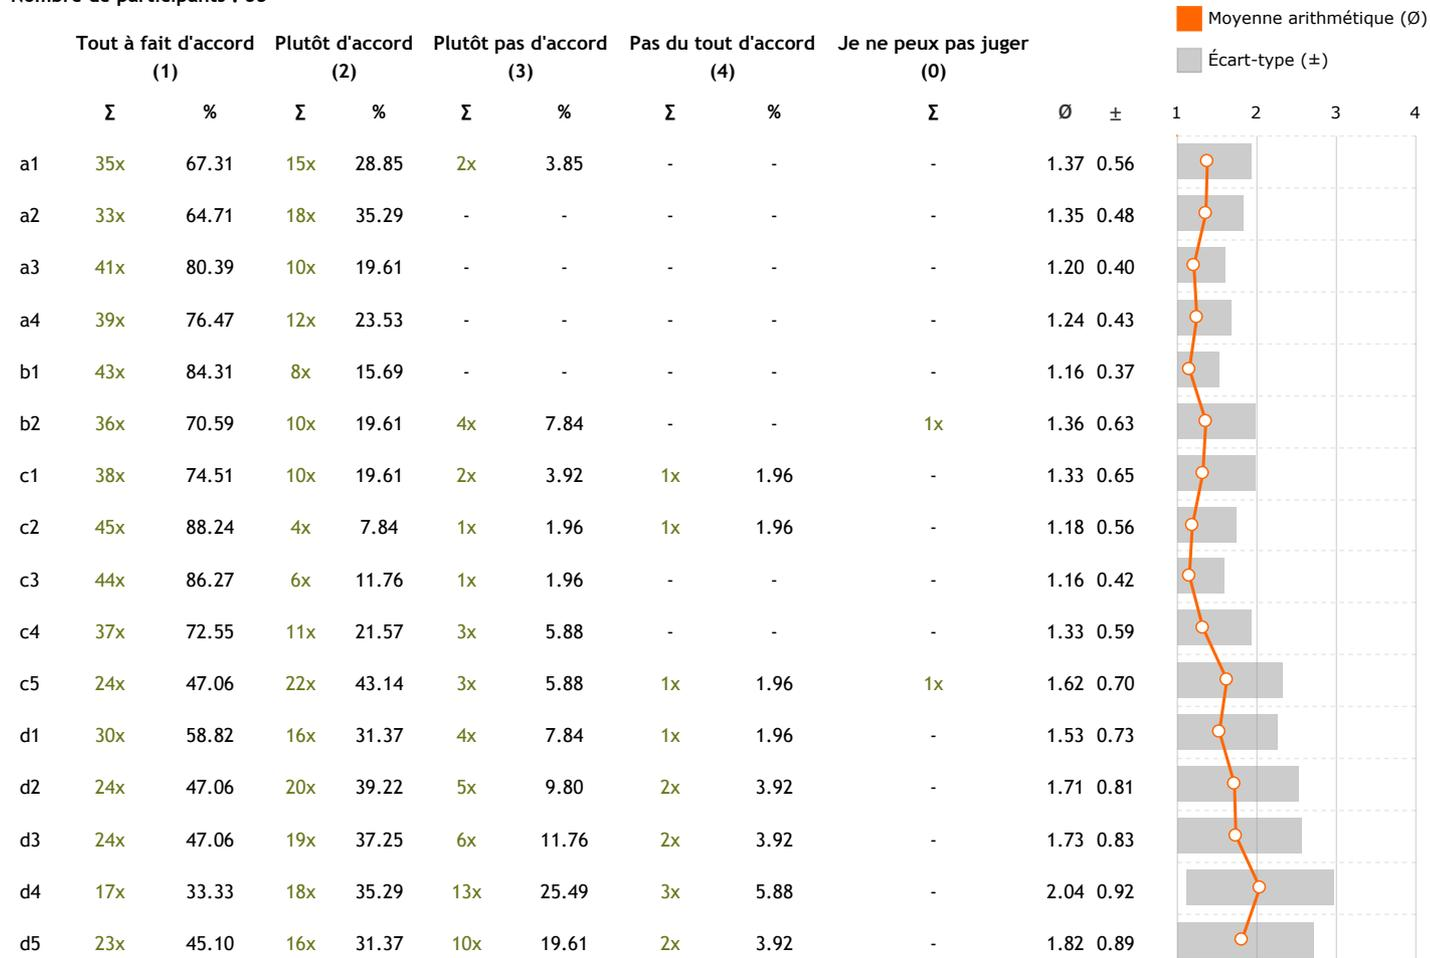 Moyenne arithmétique (Ø)
Écart-type (±)
Tout à fait d'accord Plutôt d'accord Plutôt pas d'accord Pas du tout d'accord Je ne peux pas juger
(1) (2) (3) (4) (0)
Σ % Σ % Σ % Σ % Σ Ø ± 1 2 3 4
a1 35x 67.31 15x 28.85 2x 3.85 - - - 1.37 0.56
a2 33x 64.71 18x 35.29 - - - - - 1.35 0.48
a3 41x 80.39 10x 19.61 - - - - - 1.20 0.40
a4 39x 76.47 12x 23.53 - - - - - 1.24 0.43
b1 43x 84.31 8x 15.69 - - - - - 1.16 0.37
b2 36x 70.59 10x 19.61 4x 7.84 - - 1x 1.36 0.63
c1 38x 74.51 10x 19.61 2x 3.92 1x 1.96 - 1.33 0.65
c2 45x 88.24 4x 7.84 1x 1.96 1x 1.96 - 1.18 0.56
c3 44x 86.27 6x 11.76 1x 1.96 - - - 1.16 0.42
c4 37x 72.55 11x 21.57 3x 5.88 - - - 1.33 0.59
c5 24x 47.06 22x 43.14 3x 5.88 1x 1.96 1x 1.62 0.70
d1 30x 58.82 16x 31.37 4x 7.84 1x 1.96 - 1.53 0.73
d2 24x 47.06 20x 39.22 5x 9.80 2x 3.92 - 1.71 0.81
d3 24x 47.06 19x 37.25 6x 11.76 2x 3.92 - 1.73 0.83
d4 17x 33.33 18x 35.29 13x 25.49 3x 5.88 - 2.04 0.92
d5 23x 45.10 16x 31.37 10x 19.61 2x 3.92 - 1.82 0.89